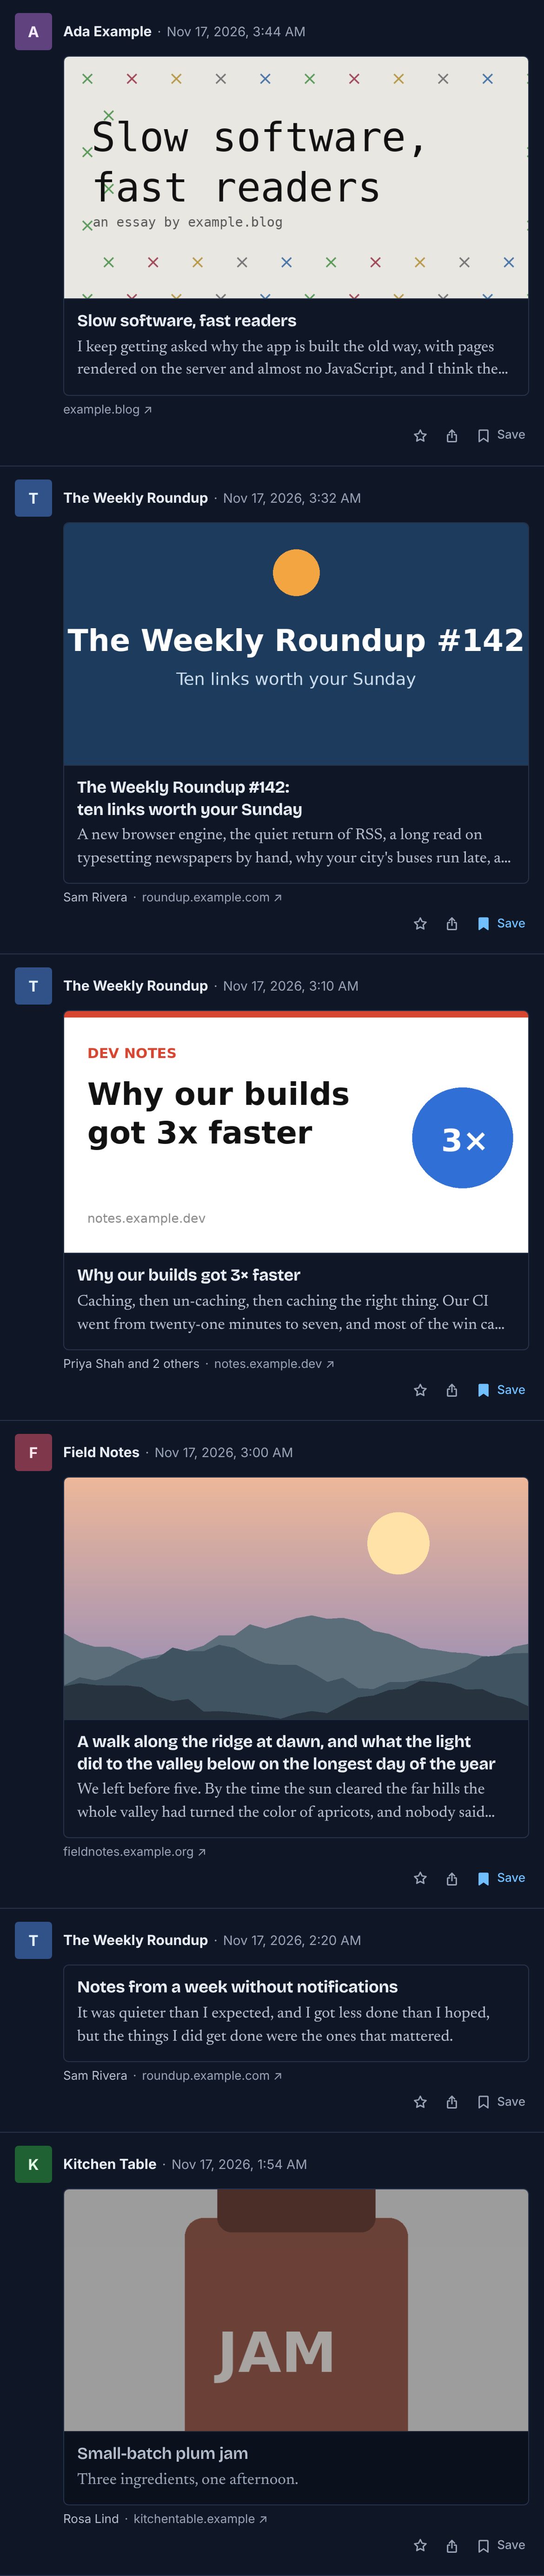 A
Ada Example · Nov 17, 2026, 3:44 AM
Slow software,
fast readers
an essay by example.blog
Slow software, fast readers
I keep getting asked why the app is built the old way, with pages
rendered on the server and almost no JavaScript, and I think the...
example.blog ↗
Save
T
The Weekly Roundup · Nov 17, 2026, 3:32 AM
The Weekly Roundup #142
Ten links worth your Sunday
The Weekly Roundup #142:
ten links worth your Sunday
A new browser engine, the quiet return of RSS, a long read on
typesetting newspapers by hand, why your city's buses run late, a...
Sam Rivera · roundup.example.com ↗
Save
T
The Weekly Roundup · Nov 17, 2026, 3:10 AM
DEV NOTES
Why our builds
got 3x faster
3×
notes.example.dev
Why our builds got 3× faster
Caching, then un-caching, then caching the right thing. Our CI
went from twenty-one minutes to seven, and most of the win ca...
Priya Shah and 2 others · notes.example.dev ↗
Save
F
Field Notes · Nov 17, 2026, 3:00 AM
A walk along the ridge at dawn, and what the light
did to the valley below on the longest day of the year
We left before five. By the time the sun cleared the far hills the
whole valley had turned the color of apricots, and nobody said...
fieldnotes.example.org ↗
Save
T
The Weekly Roundup · Nov 17, 2026, 2:20 AM
Notes from a week without notifications
It was quieter than I expected, and I got less done than I hoped,
but the things I did get done were the ones that mattered.
Sam Rivera · roundup.example.com ↗
Save
K
Kitchen Table · Nov 17, 2026, 1:54 AM
JAM
Small-batch plum jam
Three ingredients, one afternoon.
Rosa Lind · kitchentable.example ↗
Save